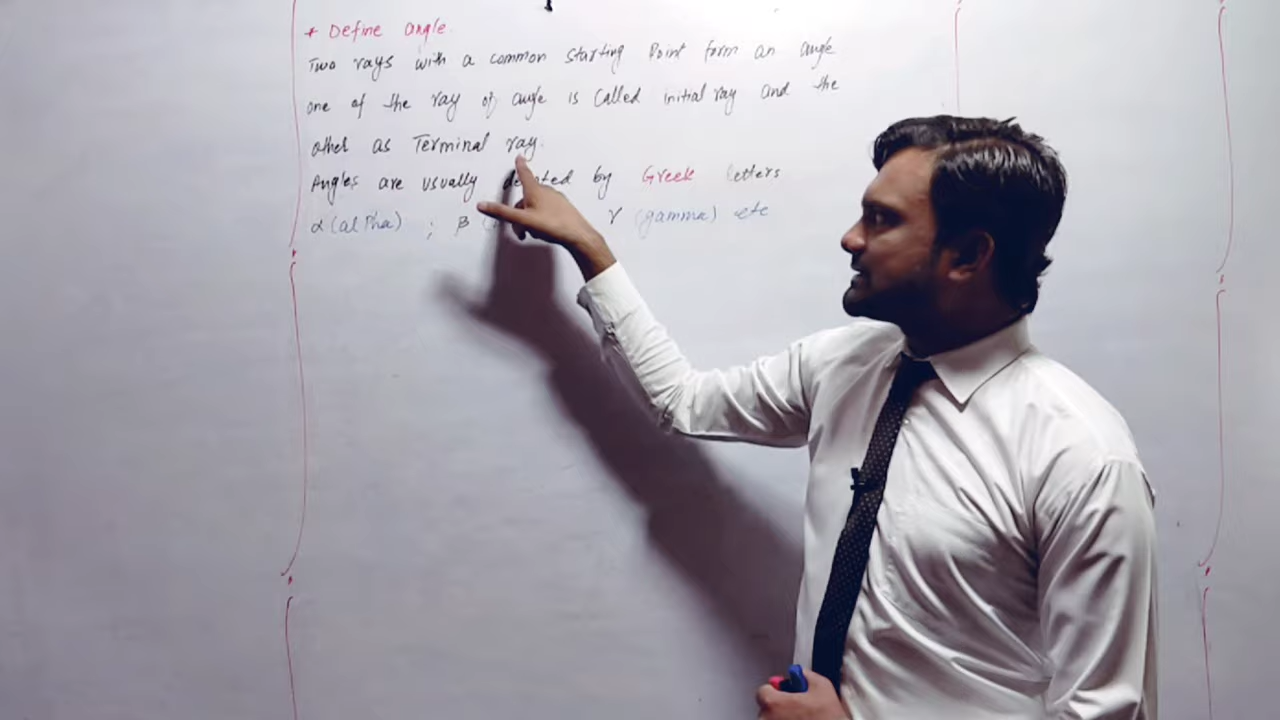 * Define angle.
Two rays with a common starting Point form an angle
one of the ray of angle is called initial ray and the
other as Terminal ray.
Angles are usually denoted by Greek letters
α (alPha) ; β ( γ (gamma) etc